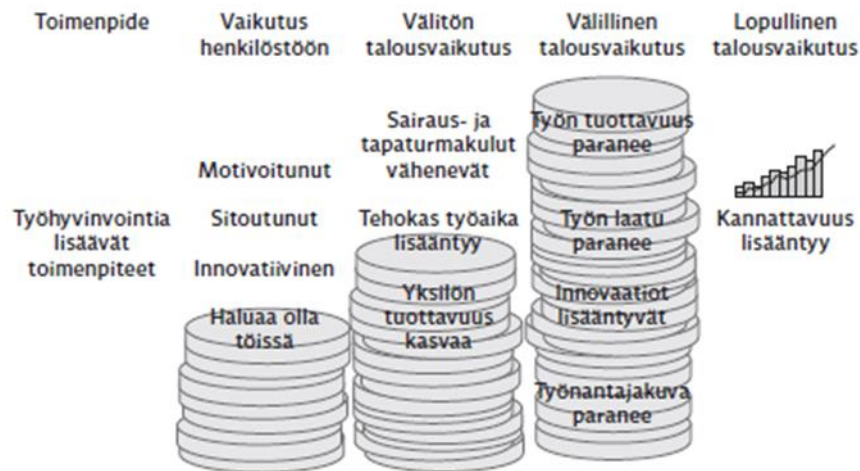 Toimenpide
Vaikutus
henkilöstöön
Välitön
talousvaikutus
Välillinen
talousvaikutus
Lopullinen
talousvaikutus
Työhyvinvointia
lisäävät
toimenpiteet
Motivoitunut
Sitoutunut
Innovatiivinen
Haluaa olla
töissä
Sairaus- ja
tapaturmakulut
vähenevät
Tehokas työaika
lisääntyy
Yksilön
tuottavuus
kasvaa
Työn tuottavuus
paranee
Työn laatu
paranee
Innovaatiot
lisääntyvät
Työnantajakuva
paranee
Kannattavuus
lisääntyy